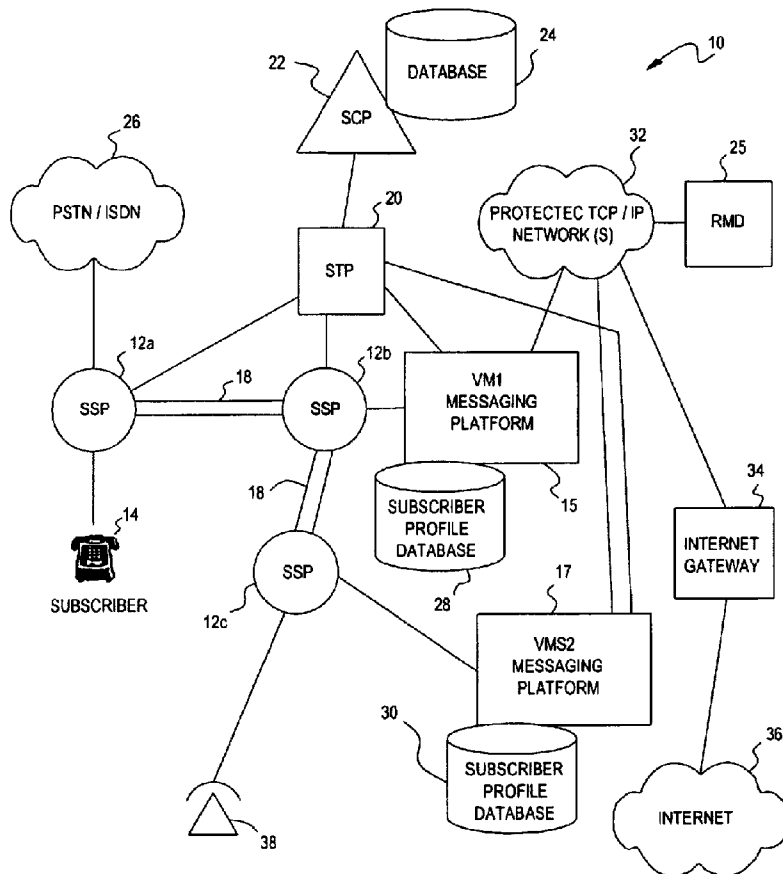 10
22
DATABASE
24
SCP
26
PSTN / ISDN
32
25
PROTECTEC TCP / IP
NETWORK (S)
RMD
20
STP
12a
12b
18
SSP
SSP
VM1
MESSAGING
PLATFORM
14
18
15
34
SUBSCRIBER
PROFILE
DATABASE
INTERNET
GATEWAY
SSP
SUBSCRIBER
28
17
12c
VMS2
MESSAGING
PLATFORM
30
36
SUBSCRIBER
PROFILE
DATABASE
INTERNET
38